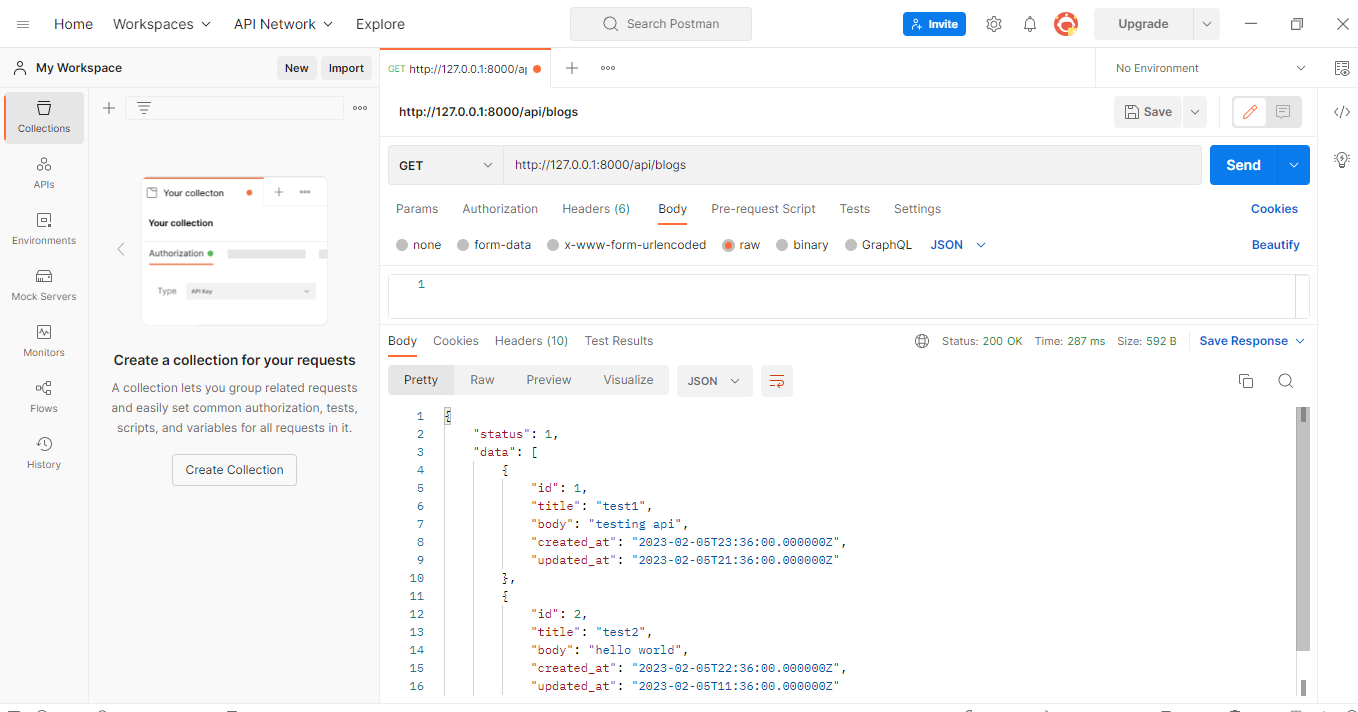 Home Workspaces API Network Explore Search Postman Invite Upgrade
My Workspace New Import GET http://127.0.0.1:8000/ap No Environment
Collections
APIs
Environments
Mock Servers
Monitors
Flows
History
Your collecton
Your collection
Authorization
Type API Key
Create a collection for your requests
A collection lets you group related requests
and easily set common authorization, tests,
scripts, and variables for all requests in it.
Create Collection
http://127.0.0.1:8000/api/blogs Save
GET http://127.0.0.1:8000/api/blogs Send
Params Authorization Headers (6) Body Pre-request Script Tests Settings Cookies
none form-data x-www-form-urlencoded raw binary GraphQL JSON Beautify
1
Body Cookies Headers (10) Test Results Status: 200 OK Time: 287 ms Size: 592 B Save Response
Pretty Raw Preview Visualize JSON
1 {
2 "status": 1,
3 "data": [
4 {
5 "id": 1,
6 "title": "test1",
7 "body": "testing api",
8 "created_at": "2023-02-05T23:36:00.000000Z",
9 "updated_at": "2023-02-05T21:36:00.000000Z"
10 },
11 {
12 "id": 2,
13 "title": "test2",
14 "body": "hello world",
15 "created_at": "2023-02-05T22:36:00.000000Z",
16 "updated_at": "2023-02-05T11:36:00.000000Z"